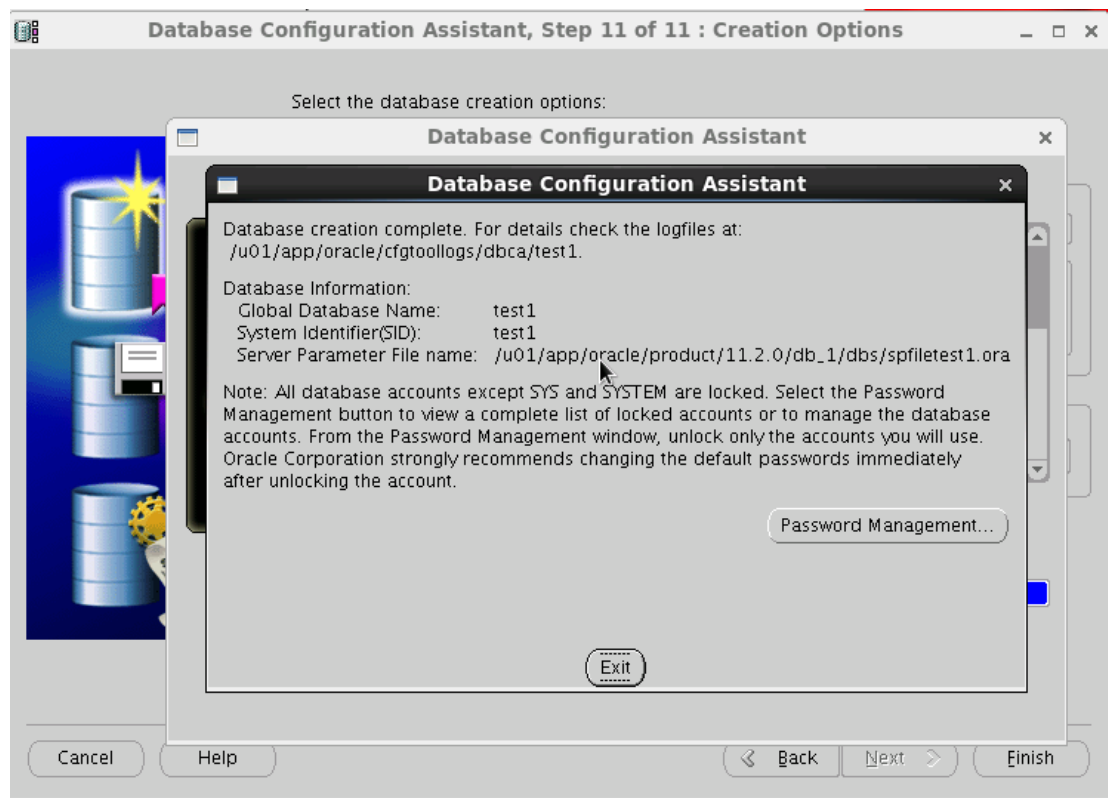 Database Configuration Assistant, Step 11 of 11 : Creation Options
Select the database creation options:
Database Configuration Assistant
Database Configuration Assistant
Database creation complete. For details check the logfiles at:
/u01/app/oracle/cfgtoollogs/dbca/test1.
Database Information:
Global Database Name: test1
System Identifier(SID): test1
Server Parameter File name: /u01/app/oracle/product/11.2.0/db_1/dbs/spfiletest1.ora
Note: All database accounts except SYS and SYSTEM are locked. Select the Password
Management button to view a complete list of locked accounts or to manage the database
accounts. From the Password Management window, unlock only the accounts you will use.
Oracle Corporation strongly recommends changing the default passwords immediately
after unlocking the account.
Password Management...
Exit
Cancel Help Back Next Finish